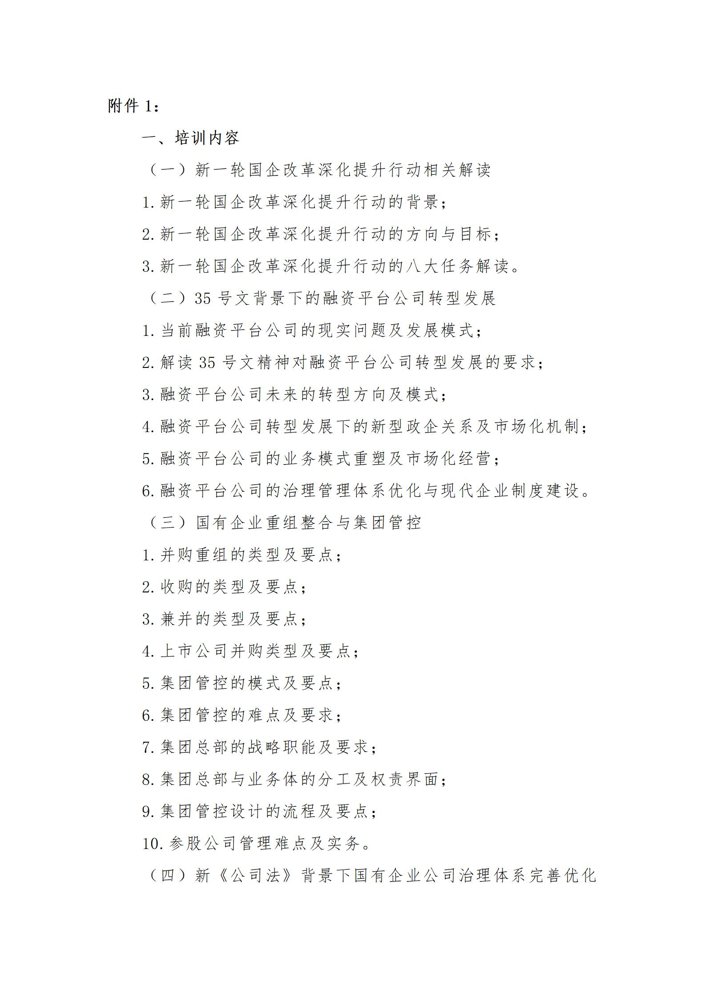 附件1：
一、培训内容
（一）新一轮国企改革深化提升行动相关解读
1.新一轮国企改革深化提升行动的背景；
2.新一轮国企改革深化提升行动的方向与目标；
3.新一轮国企改革深化提升行动的八大任务解读。
（二）35号文背景下的融资平台公司转型发展
1.当前融资平台公司的现实问题及发展模式；
2.解读35号文精神对融资平台公司转型发展的要求；
3.融资平台公司未来的转型方向及模式；
4.融资平台公司转型发展下的新型政企关系及市场化机制；
5.融资平台公司的业务模式重塑及市场化经营；
6.融资平台公司的治理管理体系优化与现代企业制度建设。
（三）国有企业重组整合与集团管控
1.并购重组的类型及要点；
2.收购的类型及要点；
3.兼并的类型及要点；
4.上市公司并购类型及要点；
5.集团管控的模式及要点；
6.集团管控的难点及要求；
7.集团总部的战略职能及要求；
8.集团总部与业务体的分工及权责界面；
9.集团管控设计的流程及要点；
10.参股公司管理难点及实务。
（四）新《公司法》背景下国有企业公司治理体系完善优化